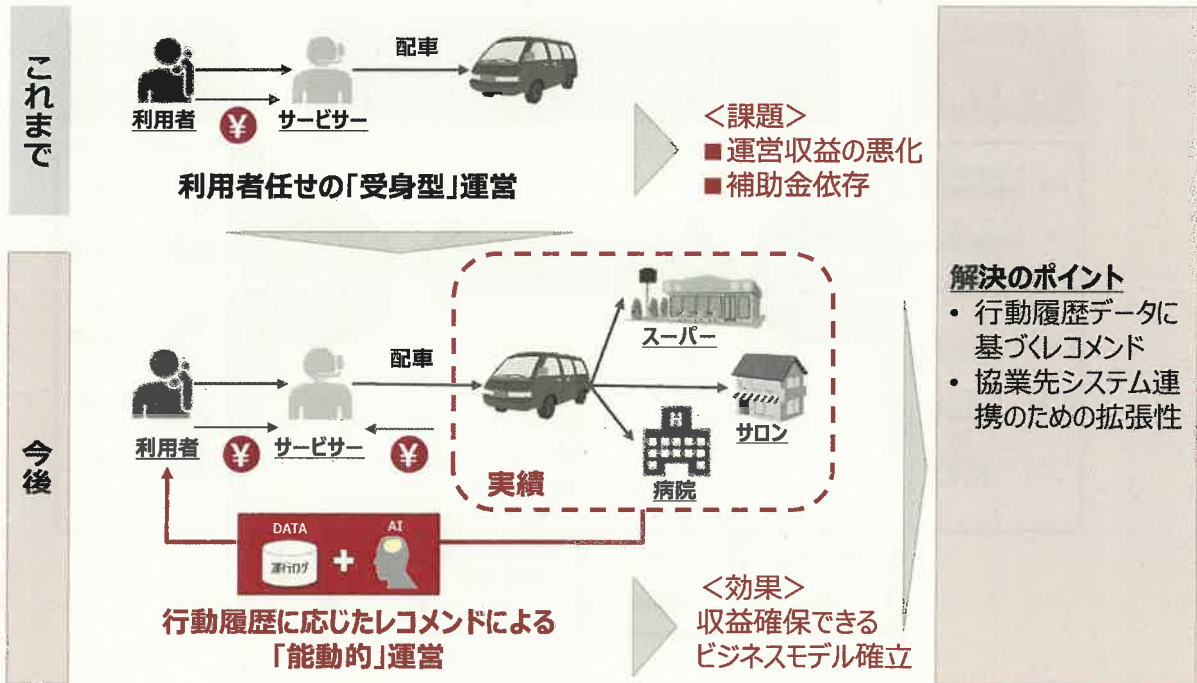 これまで
配車
利用者
¥
サービサー
利用者任せの「受身型」運営
<課題>
■ 運営収益の悪化
■ 補助金依存
今後
配車
利用者
¥
サービサー
¥
スーパー
サロン
H
病院
実績
DATA
運行ログ
+
AI
行動履歴に応じたレコメンドによる
「能動的」運営
<効果>
収益確保できる
ビジネスモデル確立
解決のポイント
• 行動履歴データに
基づくレコメンド
• 協業先システム連
携のための拡張性